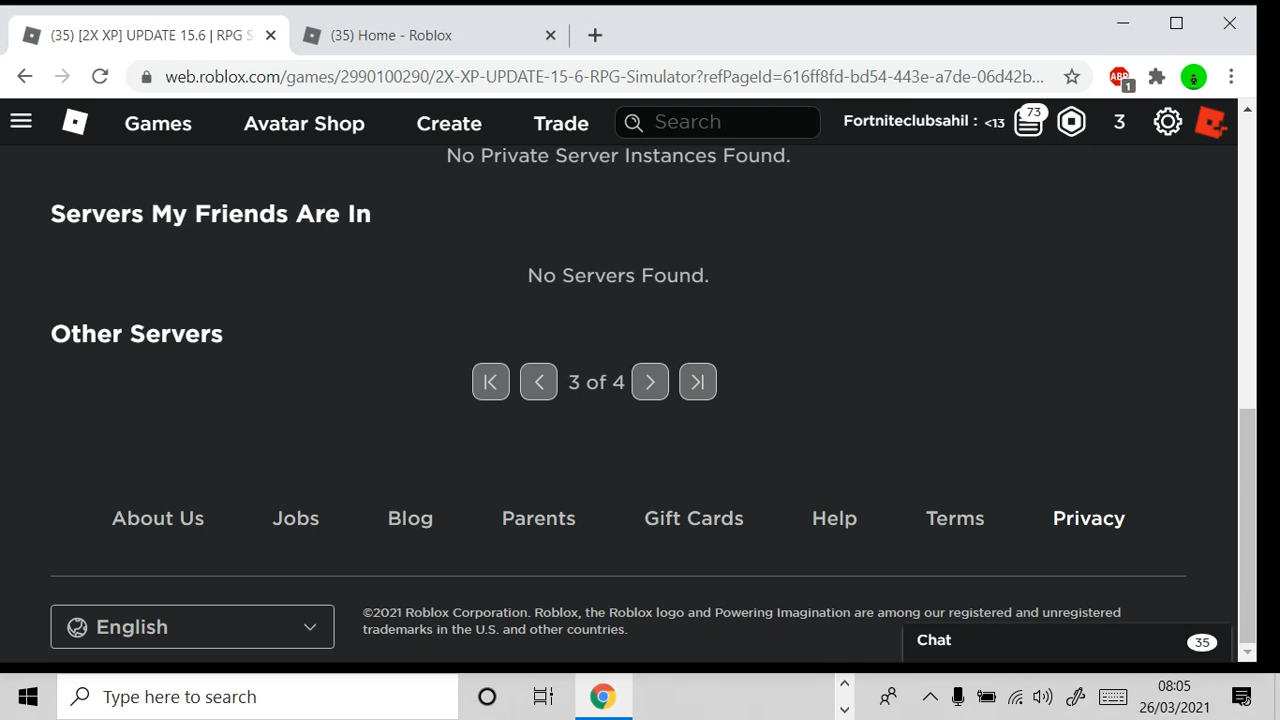 (35) [2X XP] UPDATE 15.6 | RPG S
(35) Home - Roblox
web.roblox.com/games/2990100290/2X-XP-UPDATE-15-6-RPG-Simulator?refPageId=616ff8fd-bd54-443e-a7de-06d42b...
ABP
1
Games
Avatar Shop
Create
Trade
Search
Fortniteclubsahil : <13
73
3
No Private Server Instances Found.
Servers My Friends Are In
No Servers Found.
Other Servers
3 of 4
About Us
Jobs
Blog
Parents
Gift Cards
Help
Terms
Privacy
English
©2021 Roblox Corporation. Roblox, the Roblox logo and Powering Imagination are among our registered and unregistered
trademarks in the U.S. and other countries.
Chat
35
Type here to search
08:05
26/03/2021